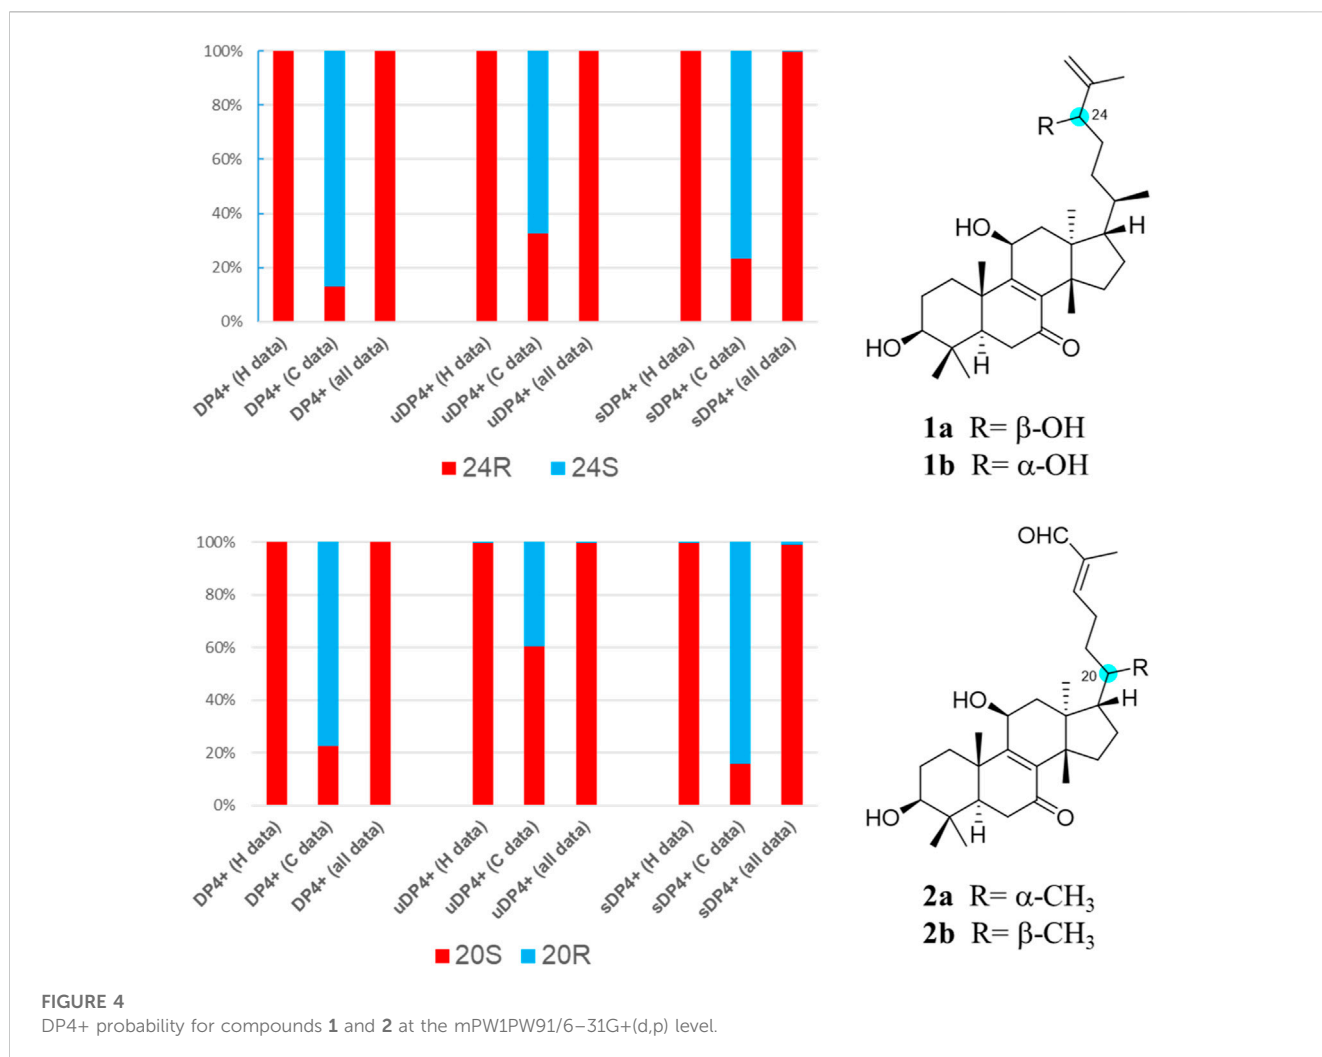 100%
80%
60%
40%
20%
0%
DP4+ (H data)
DP4+ (C data)
DP4+ (all data)
uDP4+ (H data)
uDP4+ (C data)
uDP4+ (all data)
sDP4+ (H data)
sDP4+ (C data)
sDP4+ (all data)
24R 24S
24
R
HO
H
HO
H
O
1a R= β-OH
1b R= α-OH
100%
80%
60%
40%
20%
0%
DP4+ (H data)
DP4+ (C data)
DP4+ (all data)
uDP4+ (H data)
uDP4+ (C data)
uDP4+ (all data)
sDP4+ (H data)
sDP4+ (C data)
sDP4+ (all data)
20S 20R
OHC
20
R
HO
H
HO
H
O
2a R= α-CH₃
2b R= β-CH₃
FIGURE 4
DP4+ probability for compounds 1 and 2 at the mPW1PW91/6–31G+(d,p) level.